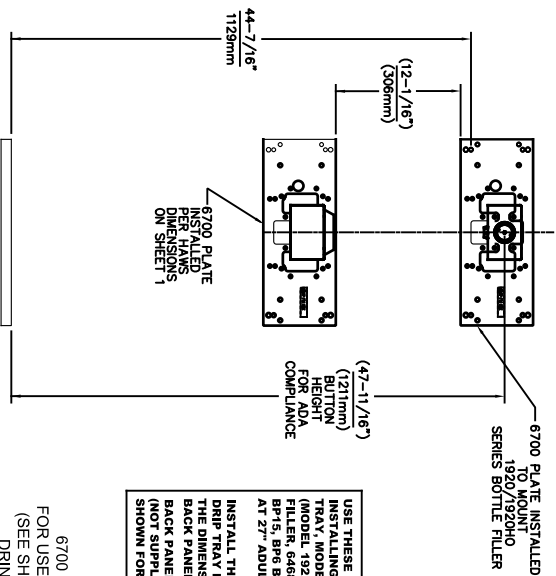 44-7/16"
1129mm
(12-1/16")
(306mm)
6700 PLATE INSTALLED
TO MOUNT
1920/1920HO
SERIES BOTTLE FILLER
6700 PLATE
INSTALLED
PER HAWS
DIMENSIONS
ON SHEET 1
(47-11/16")
(1211mm)
BUTTON
HEIGHT
FOR ADA
COMPLIANCE
USE THESE
INSTALLING
TRAY, MODE
(MODEL 192
FILLER, 646
BP15, BP6 B
AT 27" ADUL
INSTALL TH
DRIP TRAY
THE DIMENS
BACK PANE
BACK PANE
(NOT SUPPL
SHOWN FOR
6700
FOR USE
(SEE SH
DRIN